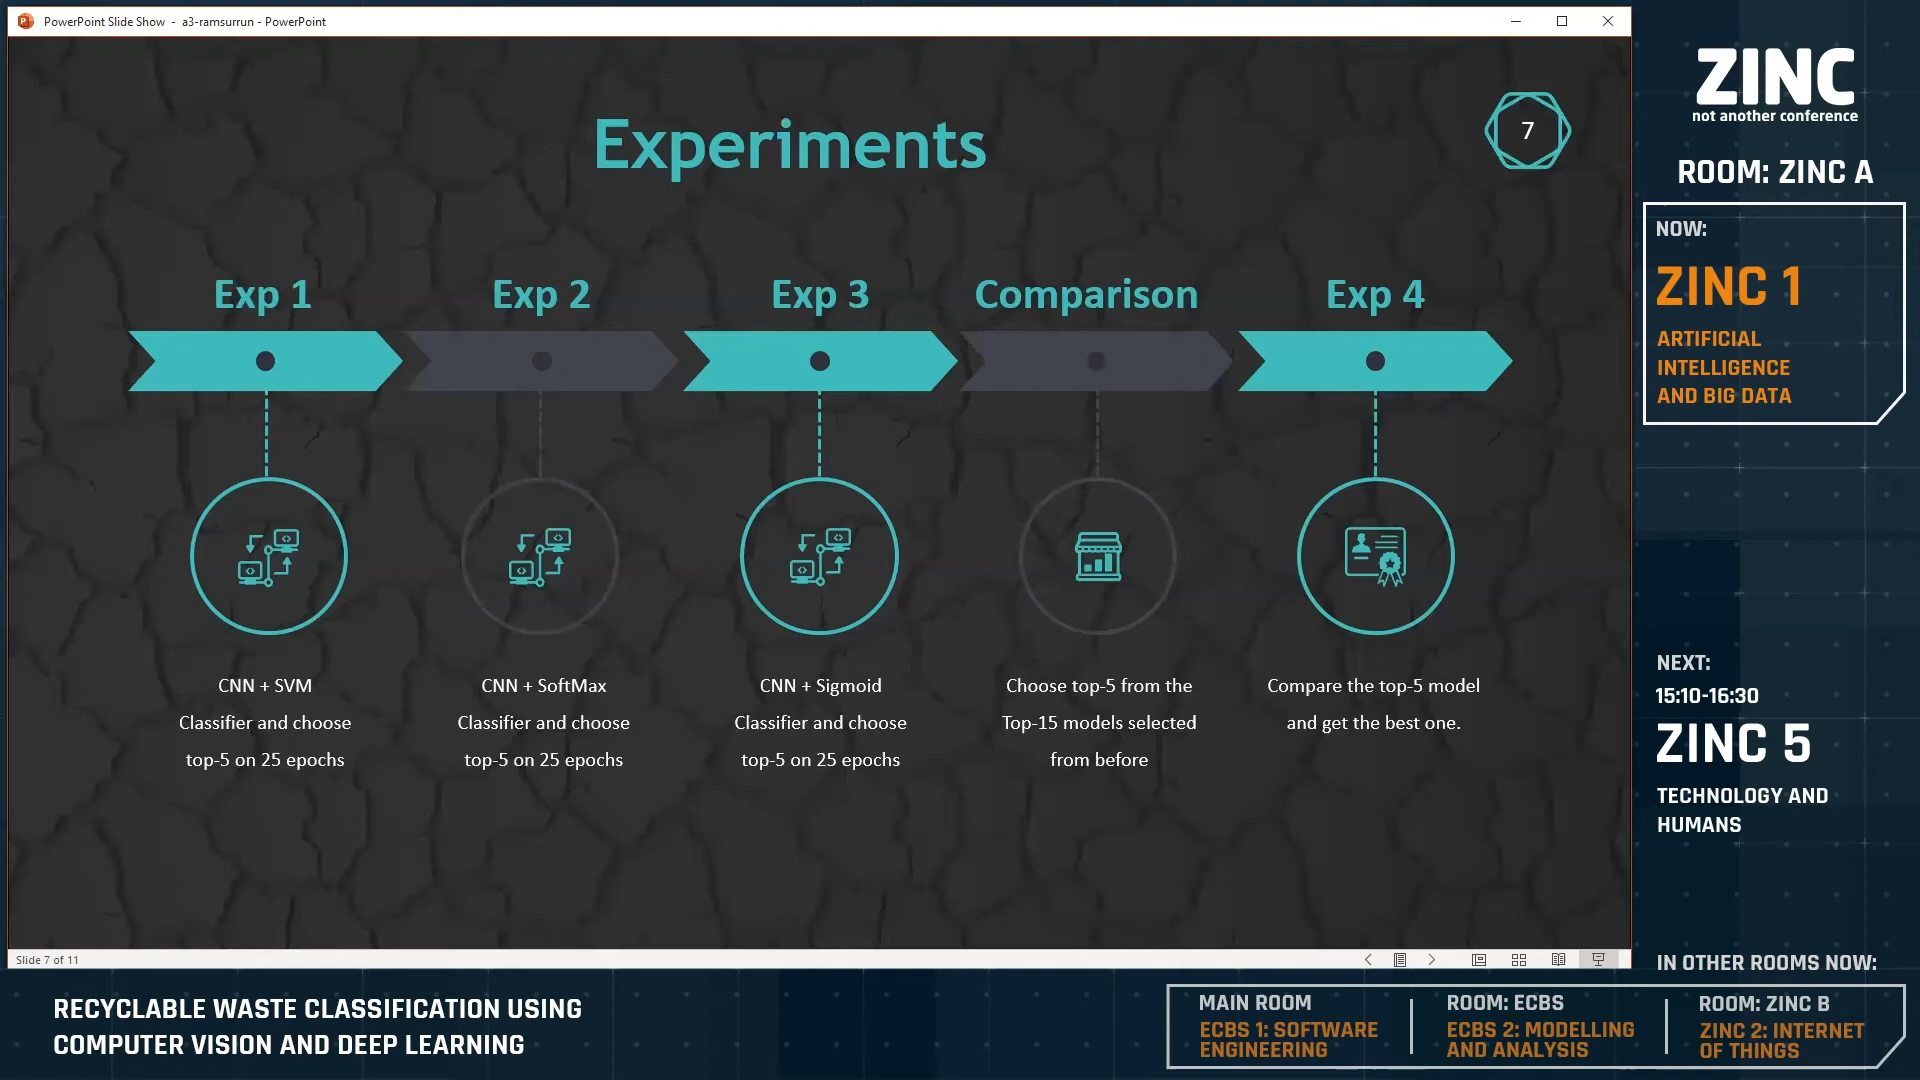 PowerPoint Slide Show - a3-ramsurrun - PowerPoint
Experiments
7
Exp 1
Exp 2
Exp 3
Comparison
Exp 4
CNN + SVM
Classifier and choose
top-5 on 25 epochs
CNN + SoftMax
Classifier and choose
top-5 on 25 epochs
CNN + Sigmoid
Classifier and choose
top-5 on 25 epochs
Choose top-5 from the
Top-15 models selected
from before
Compare the top-5 model
and get the best one.
Slide 7 of 11
ZINC
not another conference
ROOM: ZINC A
NOW:
ZINC 1
ARTIFICIAL
INTELLIGENCE
AND BIG DATA
NEXT:
15:10-16:30
ZINC 5
TECHNOLOGY AND
HUMANS
IN OTHER ROOMS NOW:
RECYCLABLE WASTE CLASSIFICATION USING
COMPUTER VISION AND DEEP LEARNING
MAIN ROOM
ECBS 1: SOFTWARE
ENGINEERING
ROOM: ECBS
ECBS 2: MODELLING
AND ANALYSIS
ROOM: ZINC B
ZINC 2: INTERNET
OF THINGS